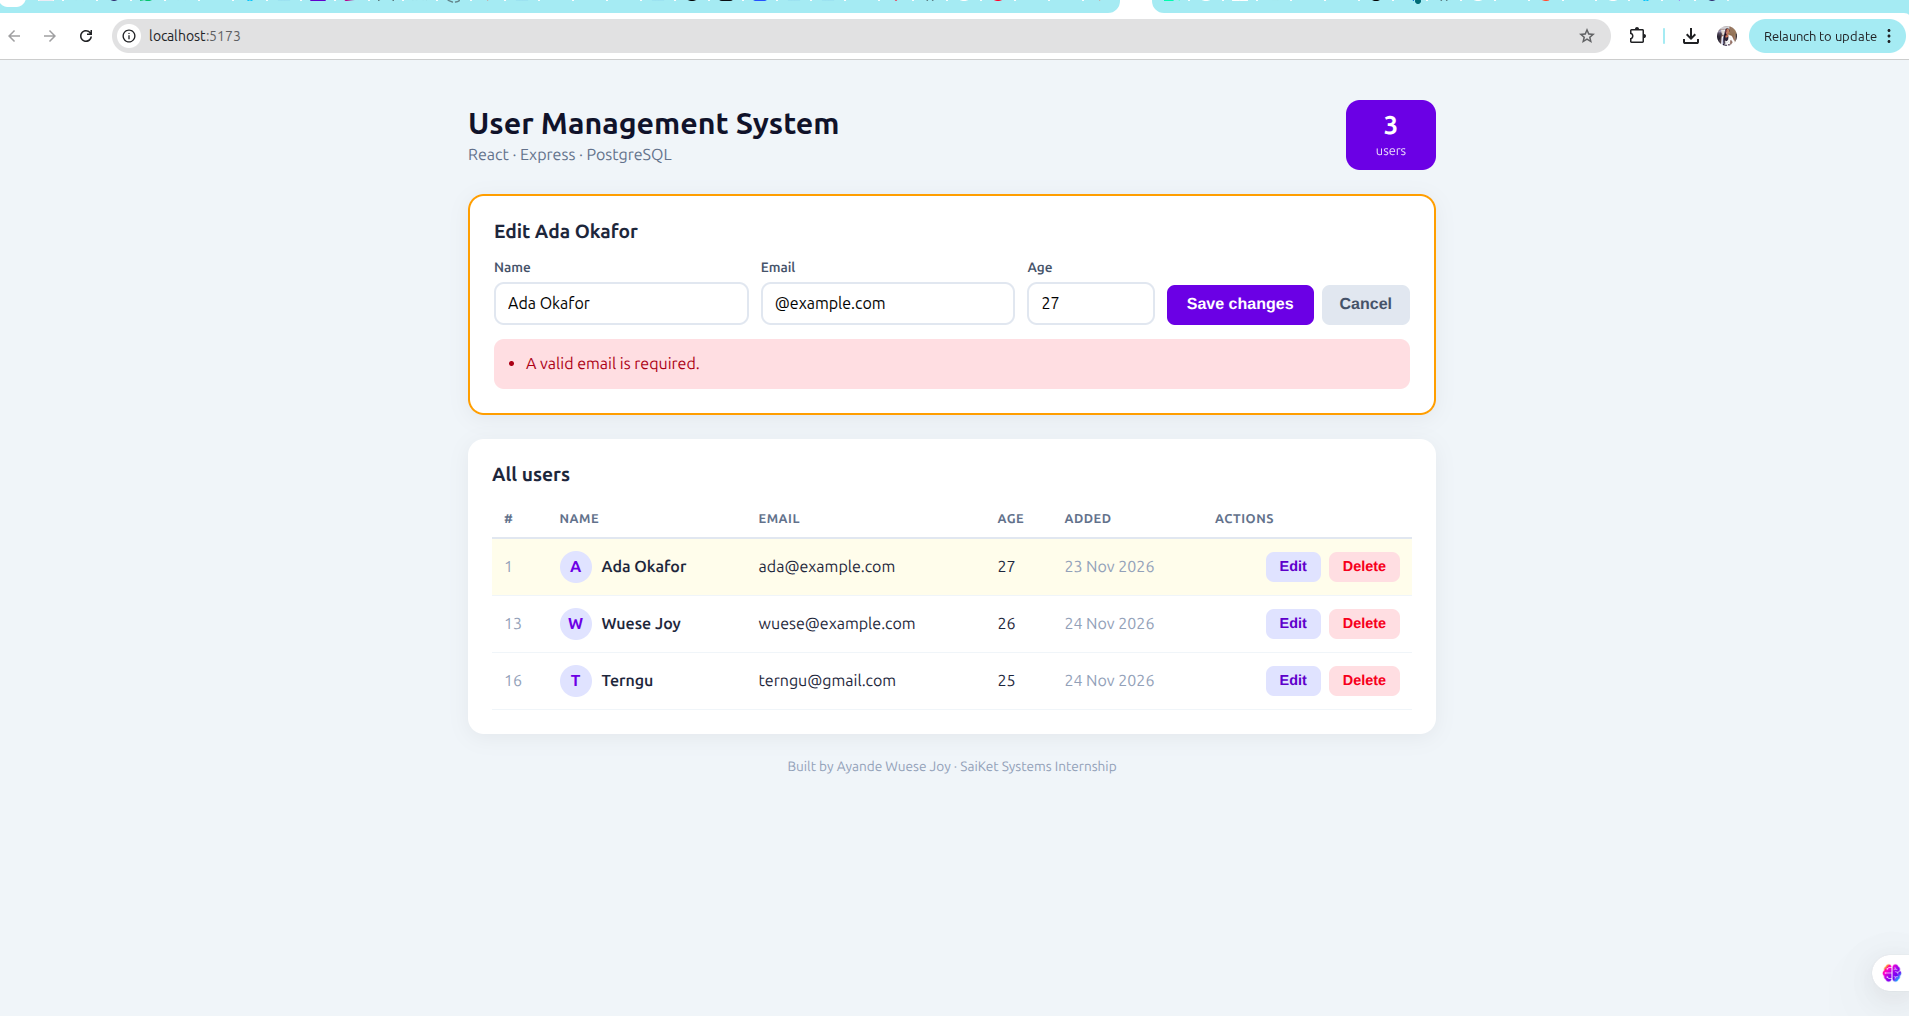 localhost:5173
Relaunch to update
User Management System
React · Express · PostgreSQL
3
users
Edit Ada Okafor
Name Email Age
Ada Okafor @example.com 27 Save changes Cancel
• A valid email is required.
All users
# NAME EMAIL AGE ADDED ACTIONS
1 A Ada Okafor ada@example.com 27 23 Nov 2026 Edit Delete
13 W Wuese Joy wuese@example.com 26 24 Nov 2026 Edit Delete
16 T Terngu terngu@gmail.com 25 24 Nov 2026 Edit Delete
Built by Ayande Wuese Joy · SaiKet Systems Internship